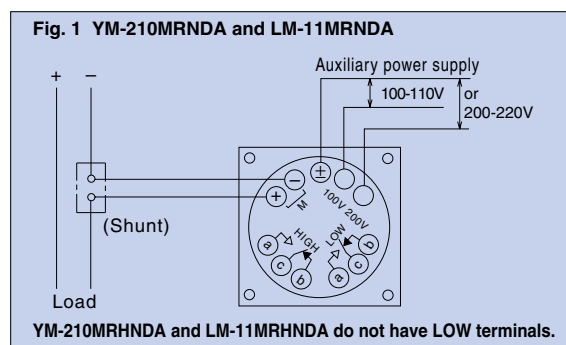 Fig. 1 YM-210MRNDA and LM-11MRNDA
+ −
Auxiliary power supply
100-110V
or
200-220V
− ± 
+ M
100V 200V
(Shunt)
HIGH LOW
a b
c c
b a
Load
YM-210MRHNDA and LM-11MRHNDA do not have LOW terminals.